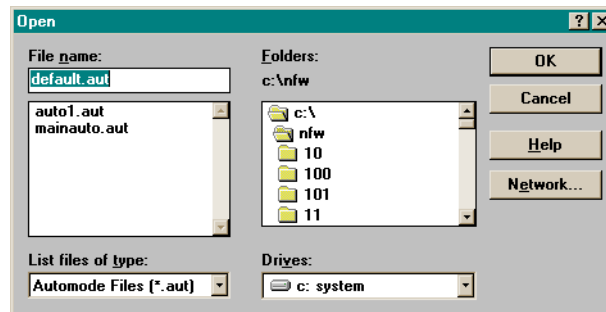 Open
File name:
default.aut
auto1.aut
mainauto.aut
List files of type:
Automode Files (*.aut)
Folders:
c:\nfw
c:\
nfw
10
100
101
11
Drives:
c: system
OK
Cancel
Help
Network...